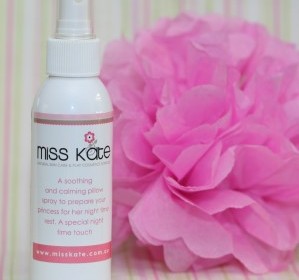 miss kate
A soothing
and calming pillow
spray to prepare your
princess for her night time
rest. A special night
time touch
www.misskate.com.au